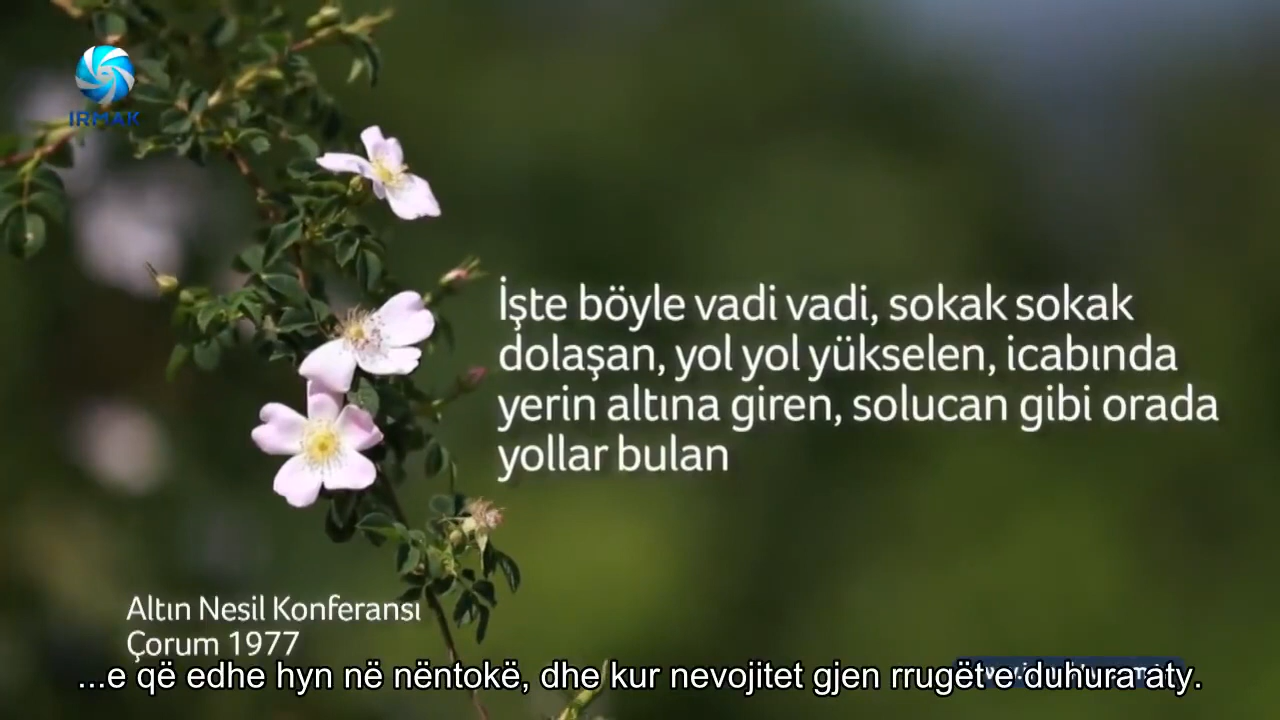 IRMAK
İşte böyle vadi vadi, sokak sokak
dolaşan, yol yol yükselen, icabında
yerin altına giren, solucan gibi orada
yollar bulan
Altın Nesil Konferansı
Çorum 1977
...e që edhe hyn në nëntokë, dhe kur nevojitet gjen rrugët e duhura aty.